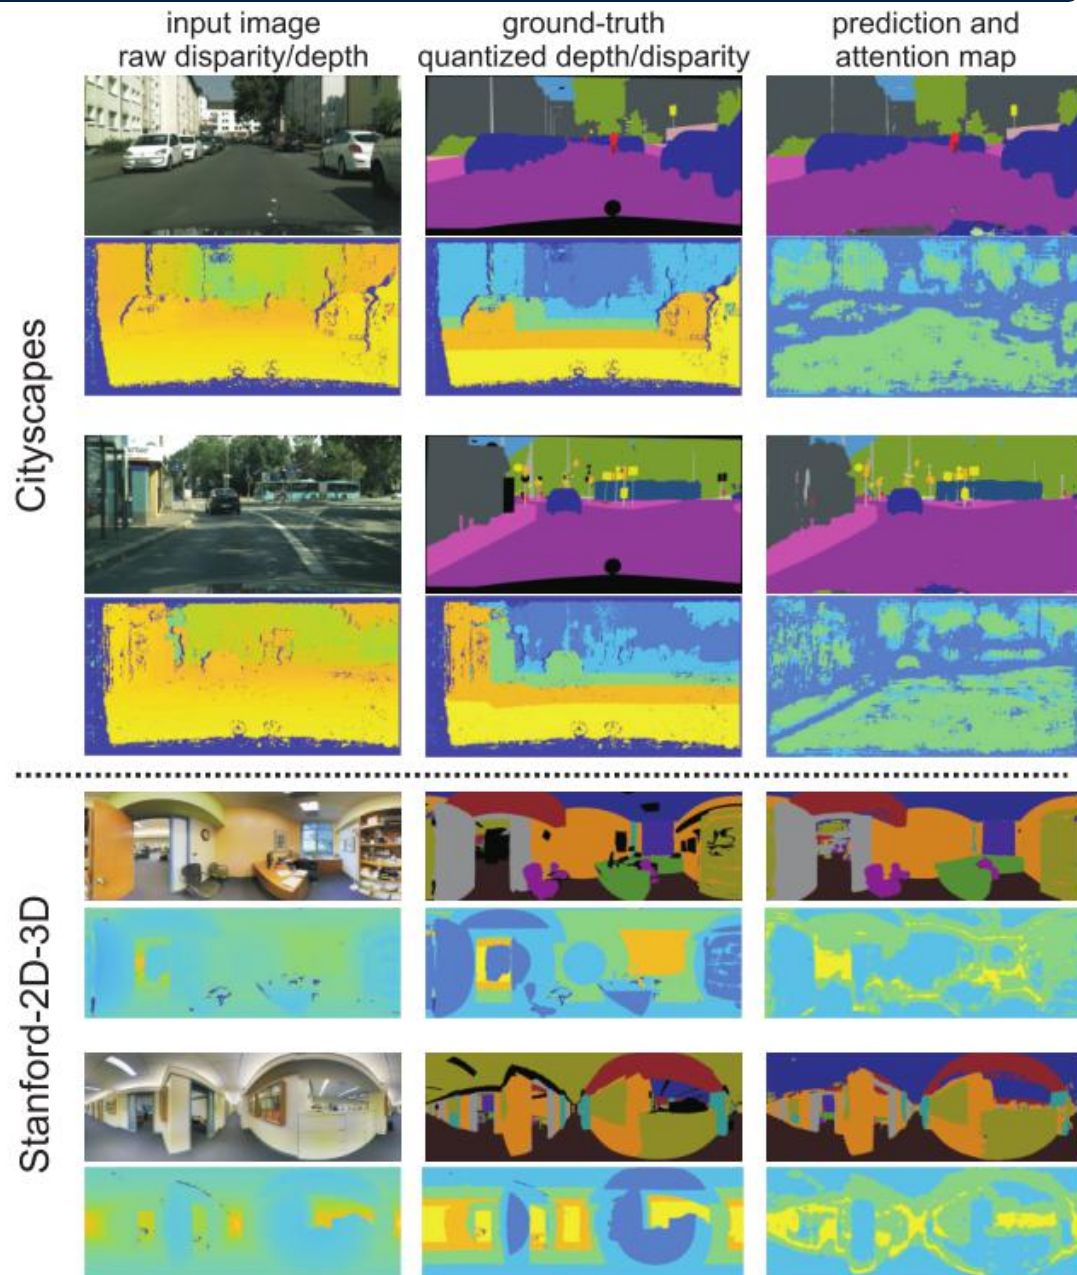 input image
raw disparity/depth
ground-truth
quantized depth/disparity
prediction and
attention map
Cityscapes
Stanford-2D-3D